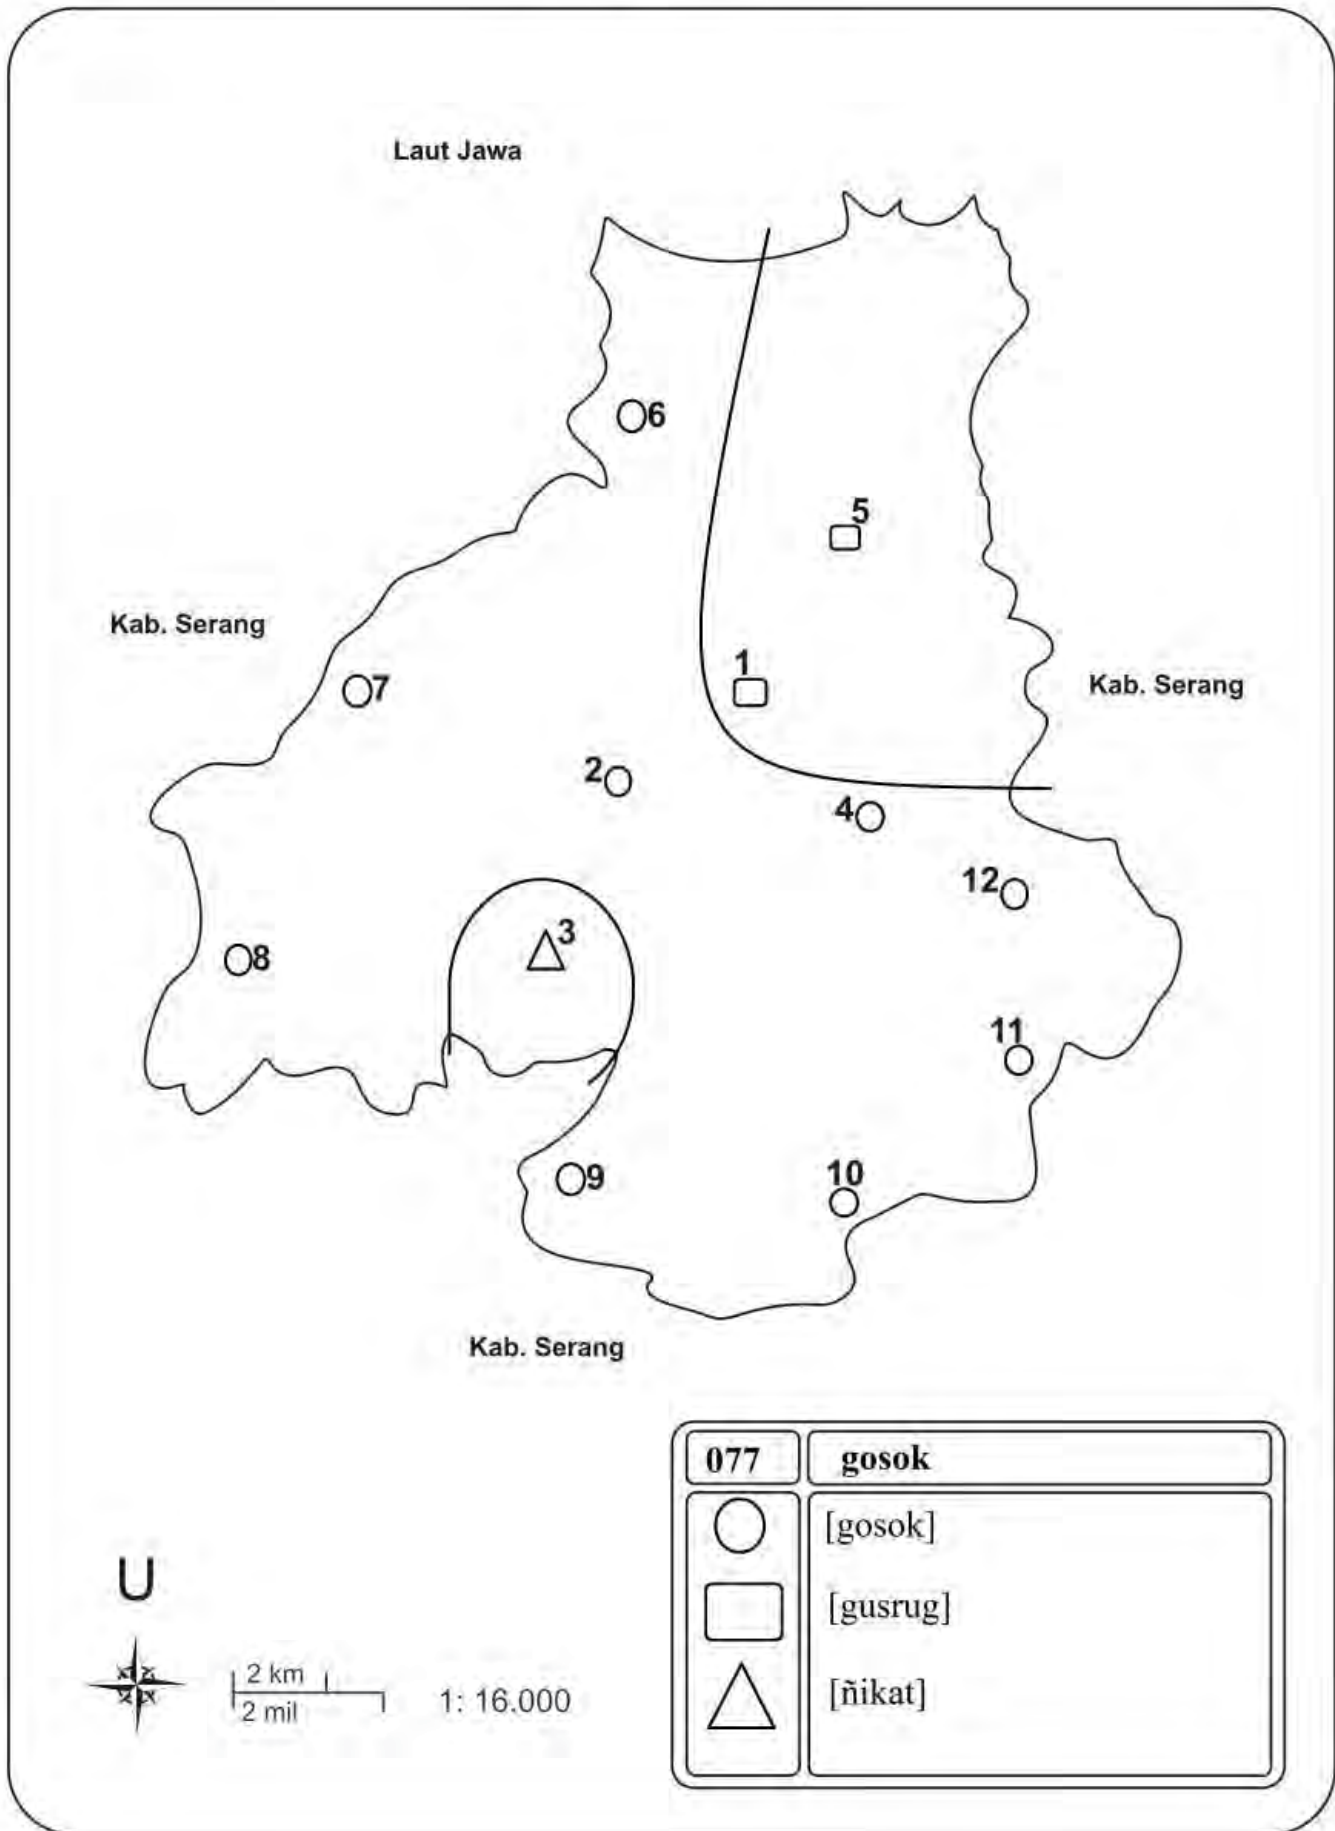 Laut Jawa
6
5
Kab. Serang
1
7
Kab. Serang
2
4
12
3
8
11
9
10
Kab. Serang
077 gosok
[gosok]
[gusrug]
[ñikat]
U
2 km
2 mil
1: 16.000